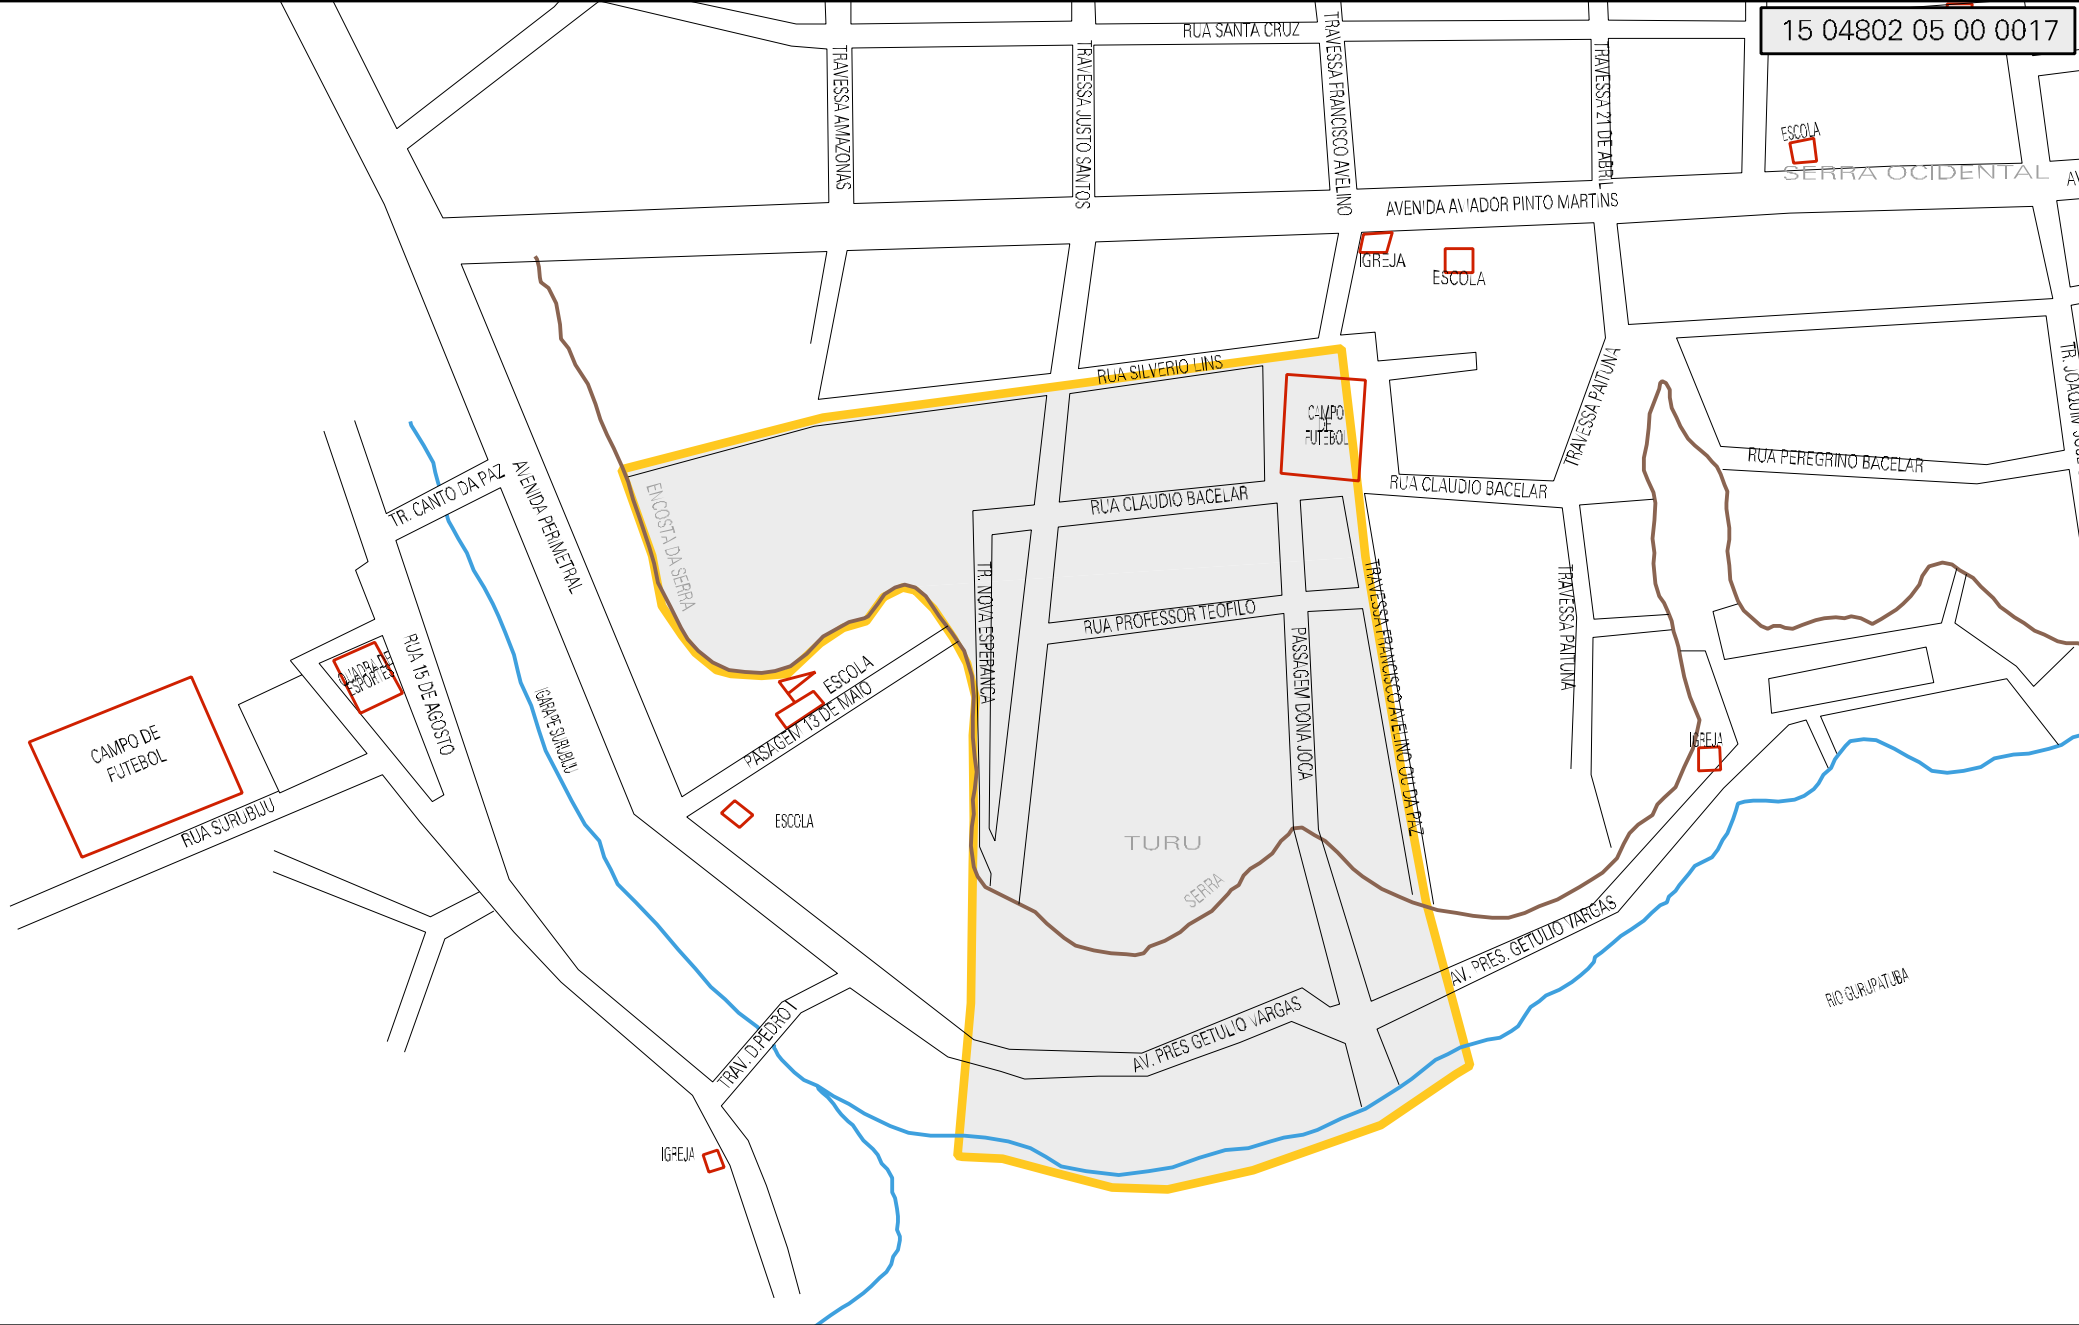 RUA SANTA CRUZ
15 04802 05 00 0017
TRAVESSA AMAZONAS
TRAVESSA JUSTO SANTOS
TRAVESSA FRANCISCO AVELINO
TRAVESSA 21 DE ABRIL
ESCOLA
SERRA OCIDENTAL
AVENIDA AVIADOR PINTO MARTINS
IGREJA
ESCOLA
RUA SILVERIO LINS
TRAVESSA PAITUNA
CAMPO
DE
FUTEBOL
RUA PEREGRINO BACELAR
TR. CANTO DA PAZ
AVENIDA PERIMETRAL
ENCOSTA DA SERRA
RUA CLAUDIO BACELAR
RUA CLAUDIO BACELAR
TR. NOVA ESPERANCA
RUA PROFESSOR TEOFILO
PASSAGEM DONA JOCA
TRAVESSA FRANCISCO AVELINO OU DA PAZ
TRAVESSA PAITUNA
QUADRA DE
ESPORTES
RUA 15 DE AGOSTO
IGARAPE SURUBIJU
ESCOLA
PASAGEM 13 DE MAIO
CAMPO DE
FUTEBOL
RUA SURUBIJU
ESCOLA
IGREJA
TURU
SERRA
AV. PRES. GETULIO VARGAS
RIO GURUPATUBA
AV. PRES GETULIO VARGAS
TRAV. D.PEDRO I
IGREJA